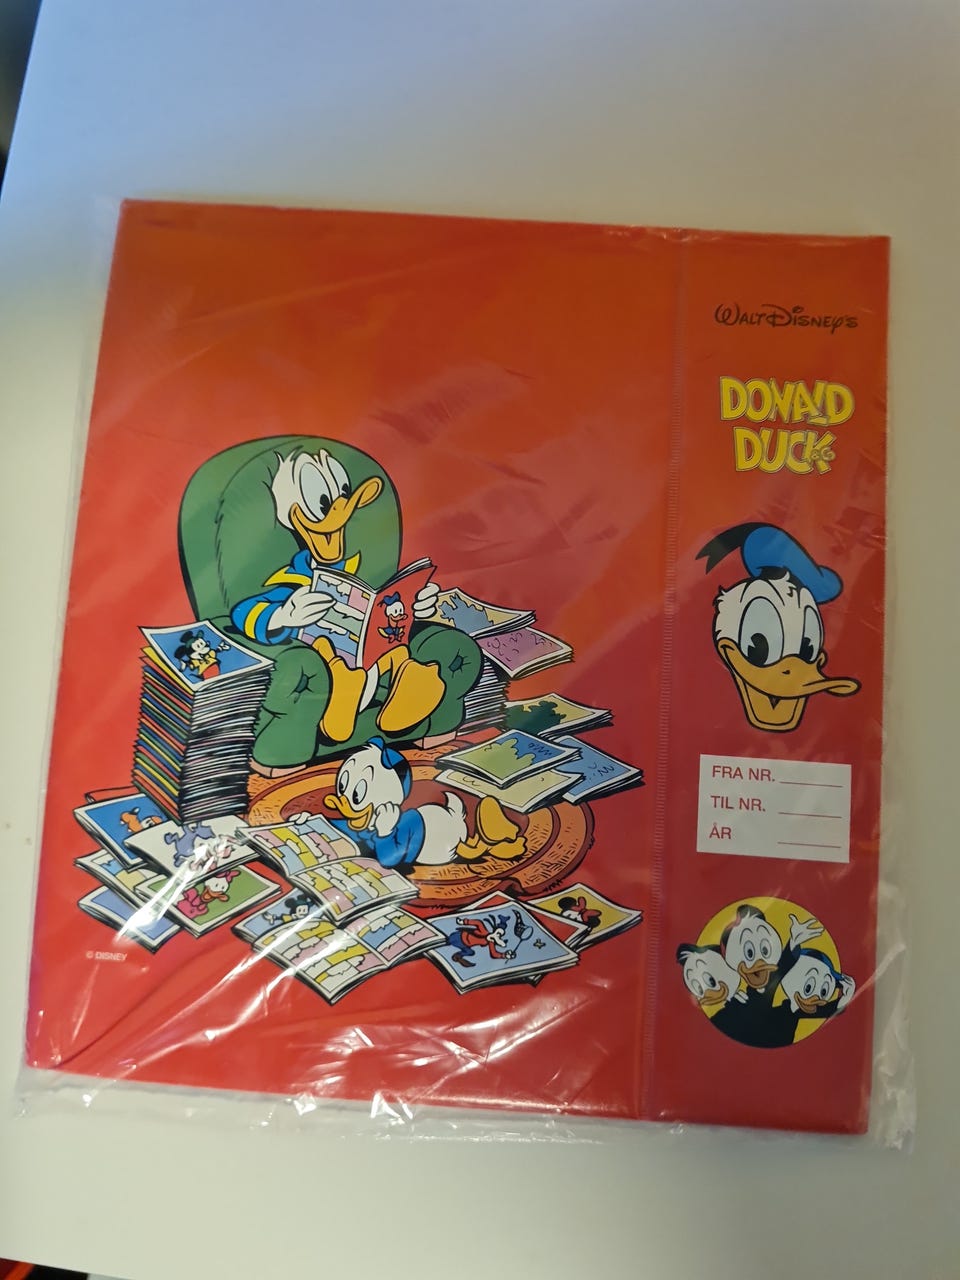 WALT DISNEY'S
DONALD
DUCK
&CO
FRA NR.
TIL NR.
ÅR
© DISNEY